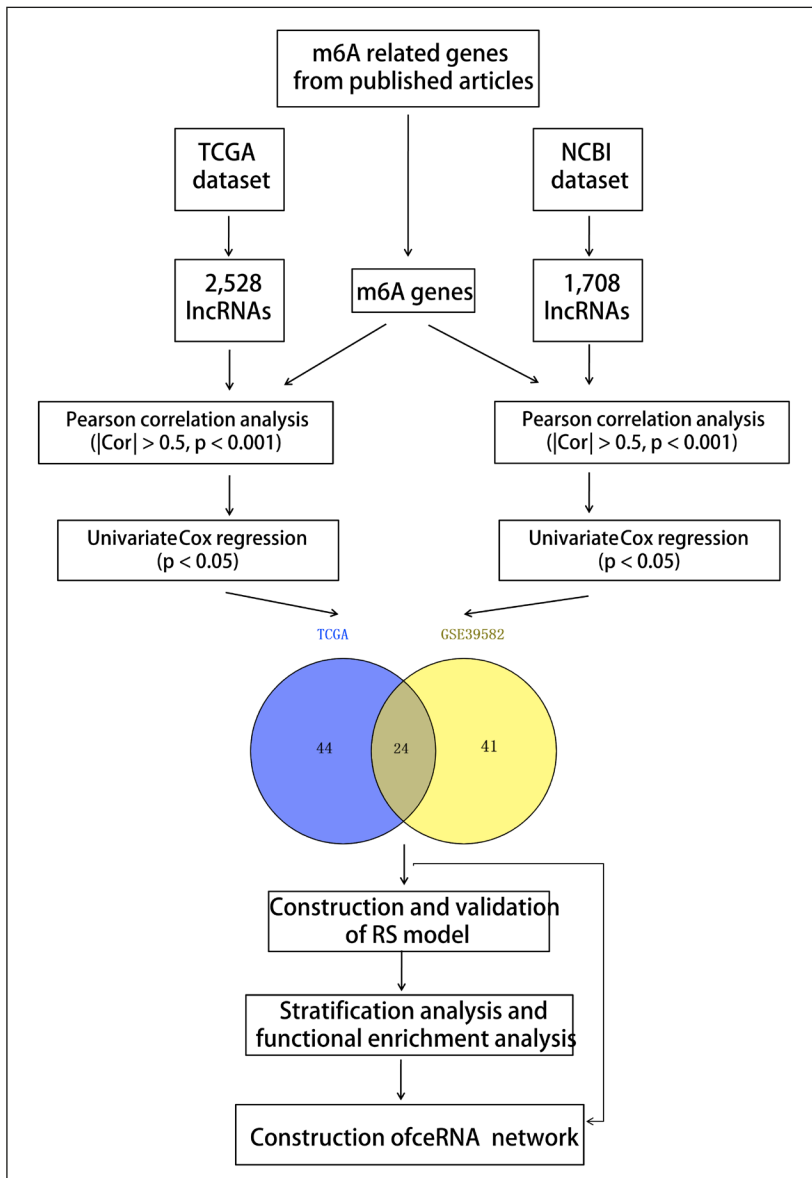 m6A related genes
from published articles
TCGA
dataset
NCBI
dataset
2,528
lncRNAs
m6A genes
1,708
lncRNAs
Pearson correlation analysis
(|Cor| > 0.5, p < 0.001)
Pearson correlation analysis
(|Cor| > 0.5, p < 0.001)
UnivariateCox regression
(p < 0.05)
UnivariateCox regression
(p < 0.05)
TCGA
GSE39582
44
24
41
Construction and validation
of RS model
Stratification analysis and
functional enrichment analysis
Construction ofceRNA network